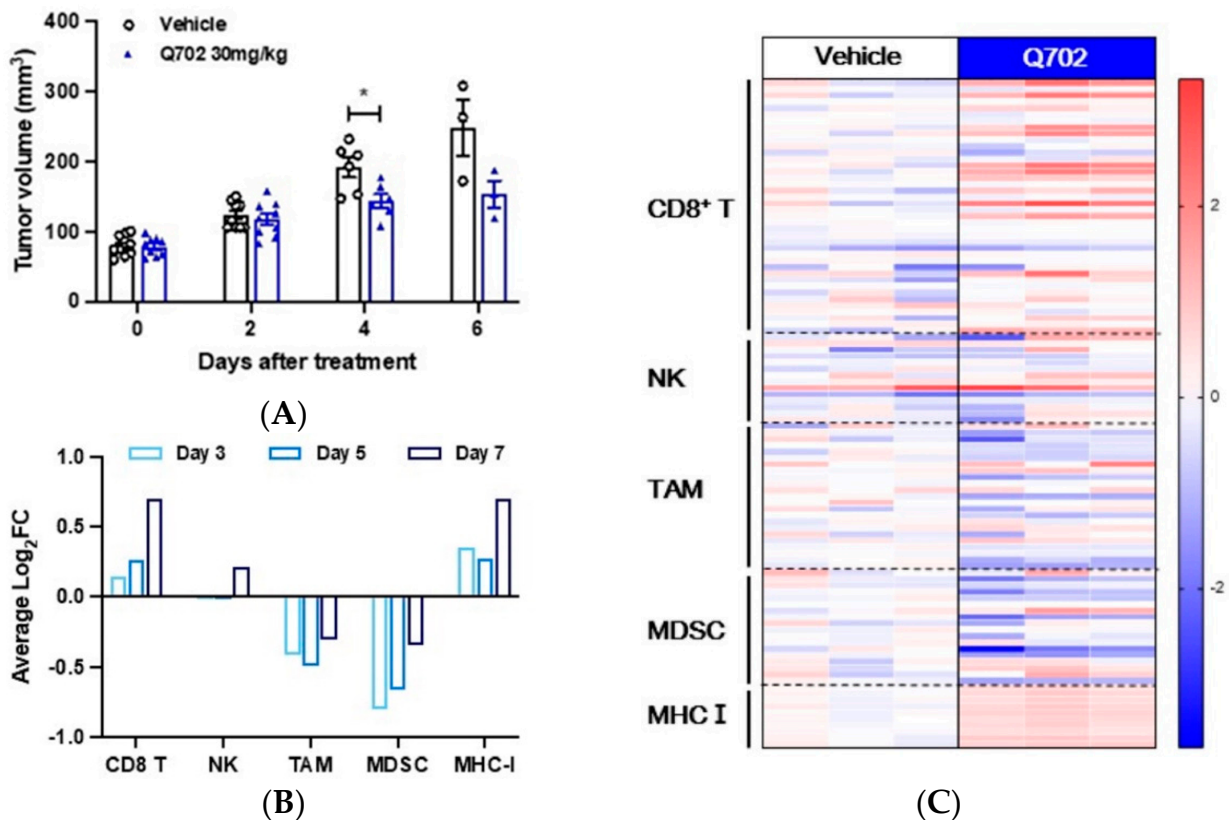 400
300
200
100
0
Tumor volume (mm³)
Vehicle
Q702 30mg/kg
*
0 2 4 6
Days after treatment
(A)
Day 3 Day 5 Day 7
1.0
0.5
0.0
-0.5
-1.0
Average Log₂FC
CD8 T NK TAM MDSC MHC-I
(B)
Vehicle Q702
CD8⁺ T
NK
TAM
MDSC
MHC I
2
0
-2
(C)